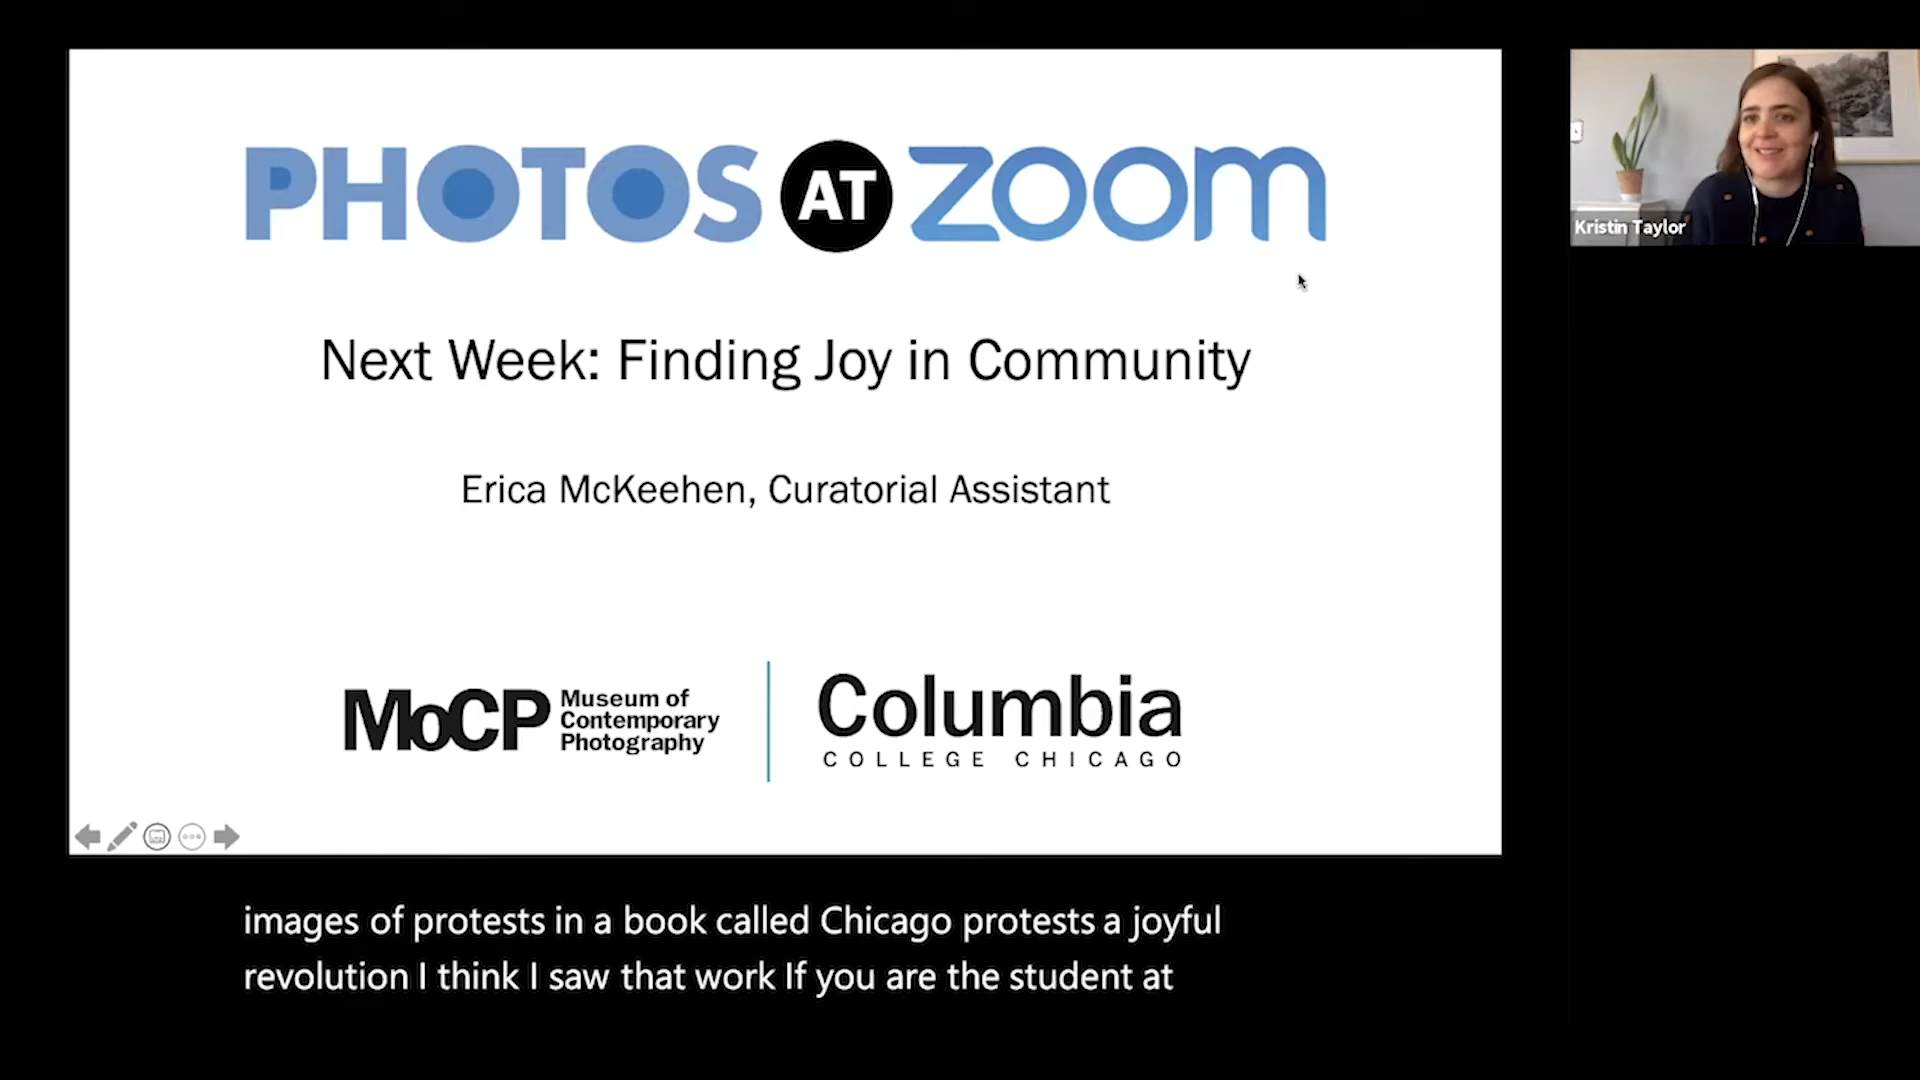 PHOTOS AT zoom
Kristin Taylor
Next Week: Finding Joy in Community
Erica McKeehen, Curatorial Assistant
MoCP
Museum of
Contemporary
Photography
Columbia
COLLEGE CHICAGO
images of protests in a book called Chicago protests a joyful
revolution I think I saw that work If you are the student at